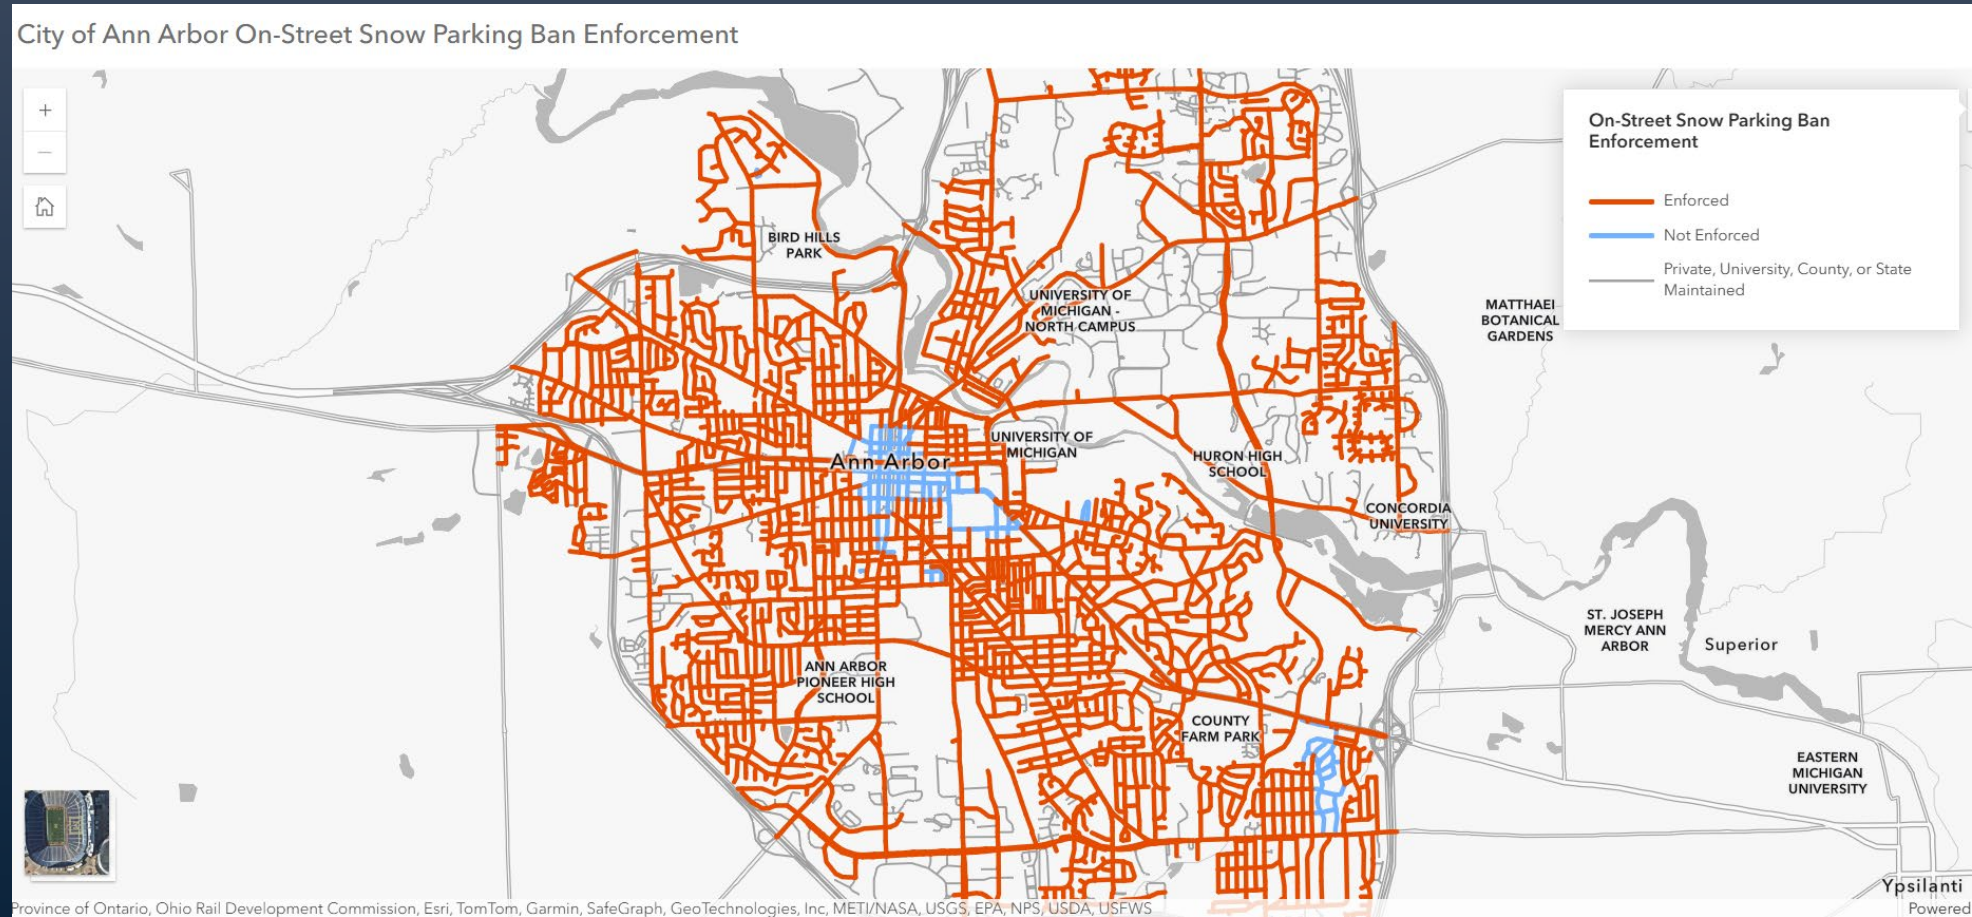 City of Ann Arbor On-Street Snow Parking Ban Enforcement
+
−
On-Street Snow Parking Ban
Enforcement
Enforced
Not Enforced
Private, University, County, or State
Maintained
BIRD HILLS
PARK
UNIVERSITY OF
MICHIGAN -
NORTH CAMPUS
MATTHAEI
BOTANICAL
GARDENS
UNIVERSITY OF
MICHIGAN
Ann Arbor
HURON HIGH
SCHOOL
CONCORDIA
UNIVERSITY
ST. JOSEPH
MERCY ANN
ARBOR
Superior
ANN ARBOR
PIONEER HIGH
SCHOOL
COUNTY
FARM PARK
EASTERN
MICHIGAN
UNIVERSITY
Ypsilanti
Province of Ontario, Ohio Rail Development Commission, Esri, TomTom, Garmin, SafeGraph, GeoTechnologies, Inc, METI/NASA, USGS, EPA, NPS, USDA, USFWS
Powered